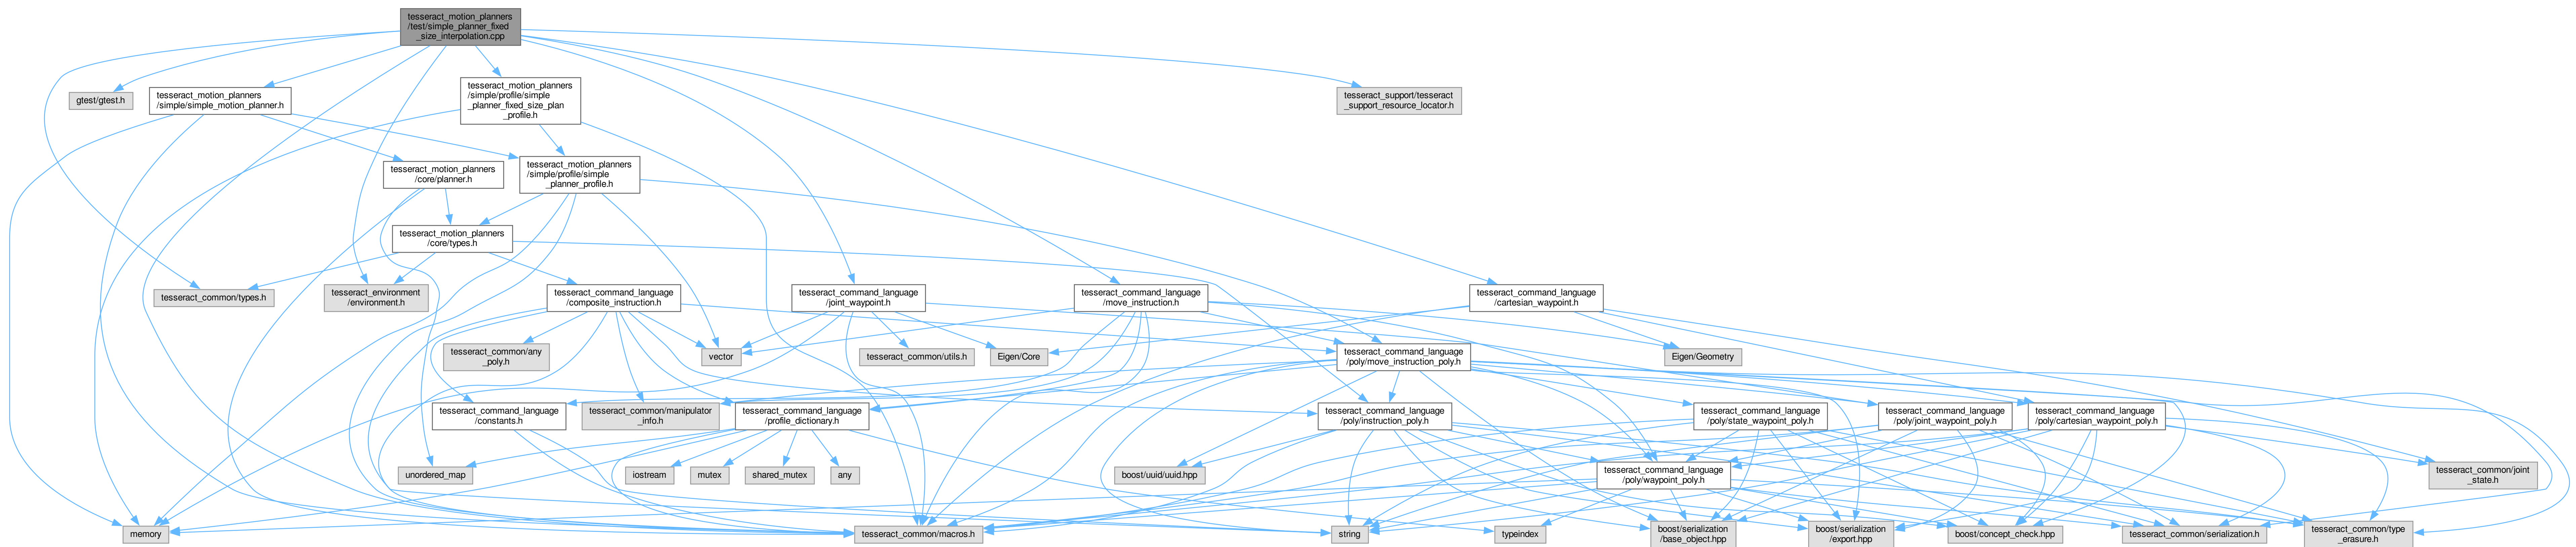 tesseract_motion_planners
/test/simple_planner_fixed
_size_interpolation.cpp
gtest/gtest.h
tesseract_motion_planners
/simple/simple_motion_planner.h
tesseract_motion_planners
/simple/profile/simple
_planner_fixed_size_plan
_profile.h
tesseract_support/tesseract
_support_resource_locator.h
tesseract_motion_planners
/core/planner.h
tesseract_motion_planners
/simple/profile/simple
_planner_profile.h
tesseract_motion_planners
/core/types.h
tesseract_common/types.h
tesseract_environment
/environment.h
tesseract_command_language
/composite_instruction.h
tesseract_command_language
/joint_waypoint.h
tesseract_command_language
/move_instruction.h
tesseract_command_language
/cartesian_waypoint.h
tesseract_common/any
_poly.h
vector
tesseract_common/utils.h
Eigen/Core
tesseract_command_language
/poly/move_instruction_poly.h
Eigen/Geometry
tesseract_command_language
/constants.h
tesseract_common/manipulator
_info.h
tesseract_command_language
/profile_dictionary.h
tesseract_command_language
/poly/instruction_poly.h
tesseract_command_language
/poly/state_waypoint_poly.h
tesseract_command_language
/poly/joint_waypoint_poly.h
tesseract_command_language
/poly/cartesian_waypoint_poly.h
unordered_map
iostream
mutex
shared_mutex
any
boost/uuid/uuid.hpp
tesseract_command_language
/poly/waypoint_poly.h
tesseract_common/joint
_state.h
memory
tesseract_common/macros.h
string
typeindex
boost/serialization
/base_object.hpp
boost/serialization
/export.hpp
boost/concept_check.hpp
tesseract_common/serialization.h
tesseract_common/type
_erasure.h